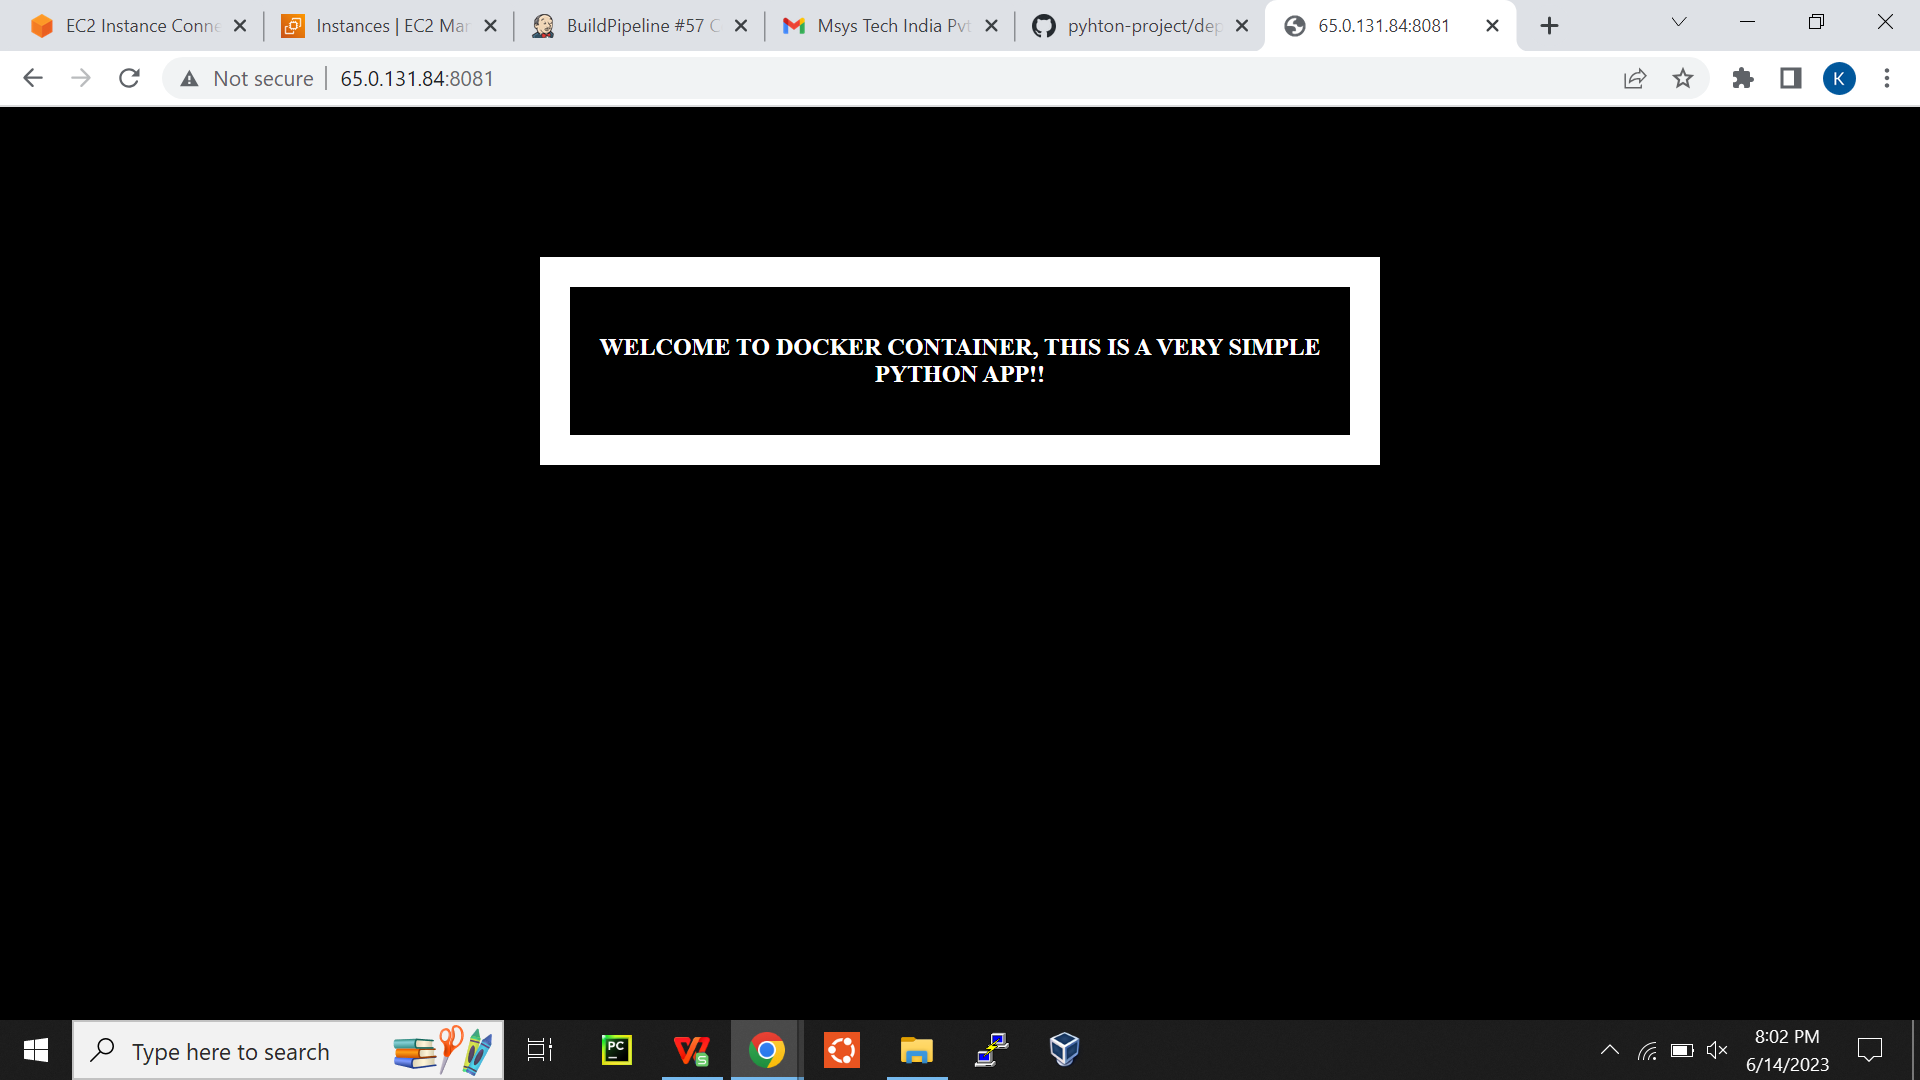 EC2 Instance Conne
Instances | EC2 Mar
BuildPipeline #57 C
Msys Tech India Pvt
pyhton-project/dep
65.0.131.84:8081
Not secure
65.0.131.84:8081
K
WELCOME TO DOCKER CONTAINER, THIS IS A VERY SIMPLE
PYTHON APP!!
Type here to search
PC
S
8:02 PM
6/14/2023